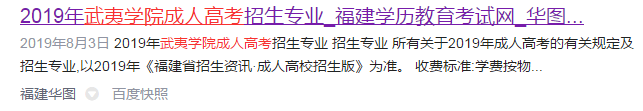 2019年武夷学院成人高考招生专业_福建学历教育考试网_华图...
2019年8月3日 2019年武夷学院成人高考招生专业 招生专业 所有关于2019年成人高考的有关规定及
招生专业,以2019年《福建省招生资讯·成人高校招生版》为准。 收费标准:学费按物...
福建华图 百度快照